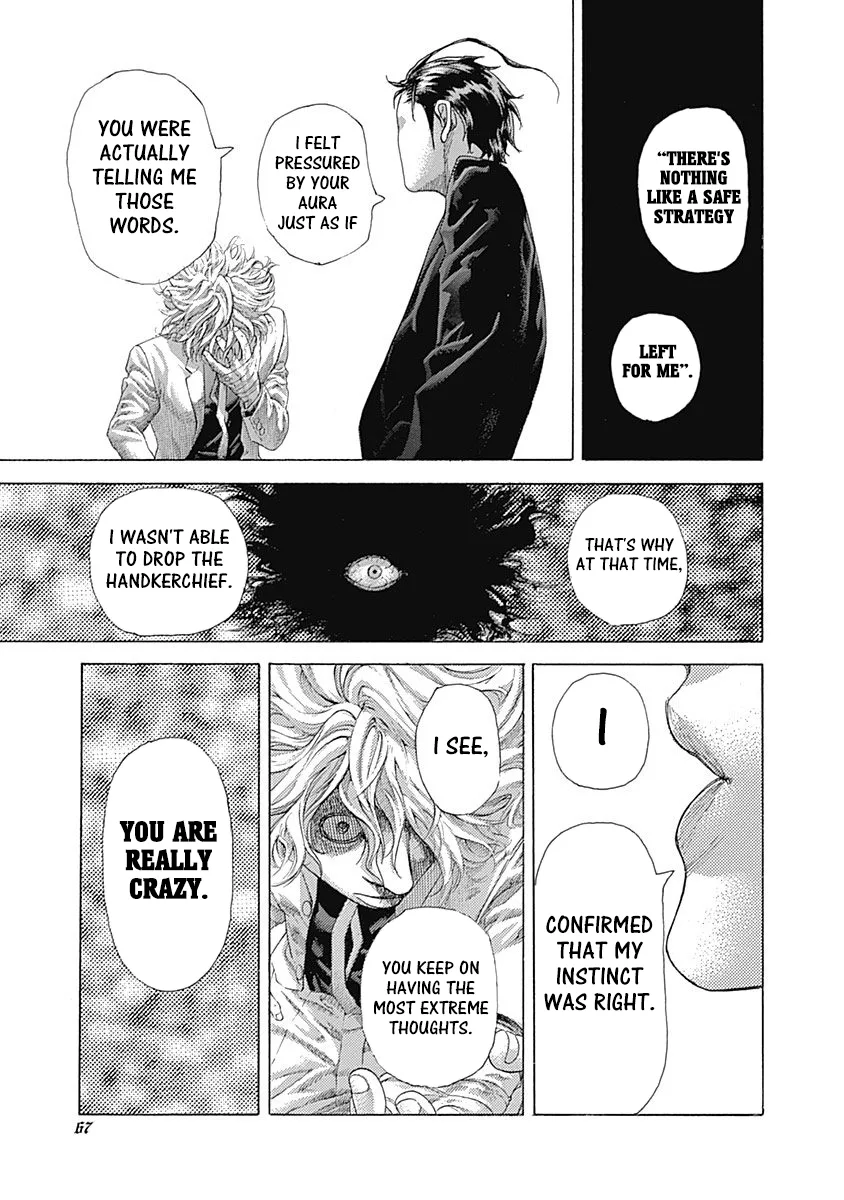 "THERE'S
NOTHING
LIKE A SAFE
STRATEGY
LEFT
FOR ME".
I FELT
PRESSURED
BY YOUR
AURA
JUST AS IF
YOU WERE
ACTUALLY
TELLING ME
THOSE
WORDS.
THAT'S WHY
AT THAT TIME,
I WASN'T ABLE
TO DROP THE
HANDKERCHIEF.
I
CONFIRMED
THAT MY
INSTINCT
WAS RIGHT.
I SEE,
YOU KEEP ON
HAVING THE
MOST EXTREME
THOUGHTS.
YOU ARE
REALLY
CRAZY.
67